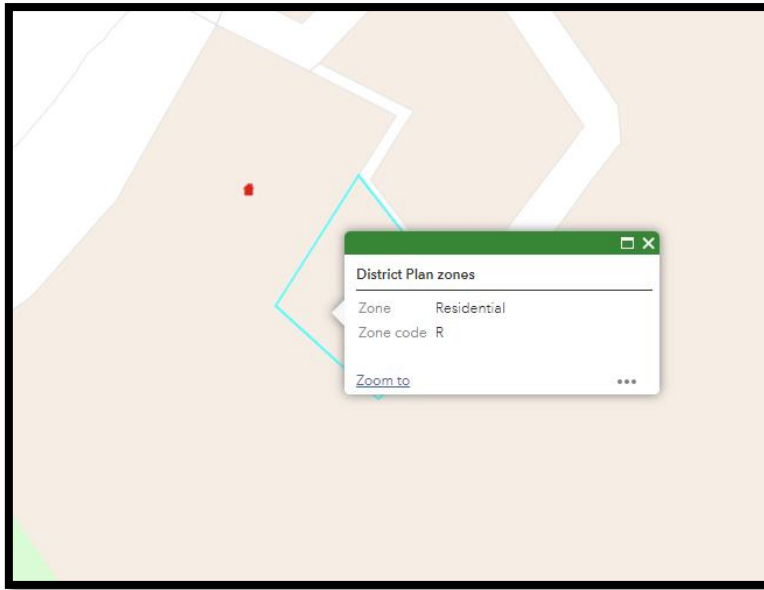 District Plan zones
Zone Residential
Zone code R
Zoom to